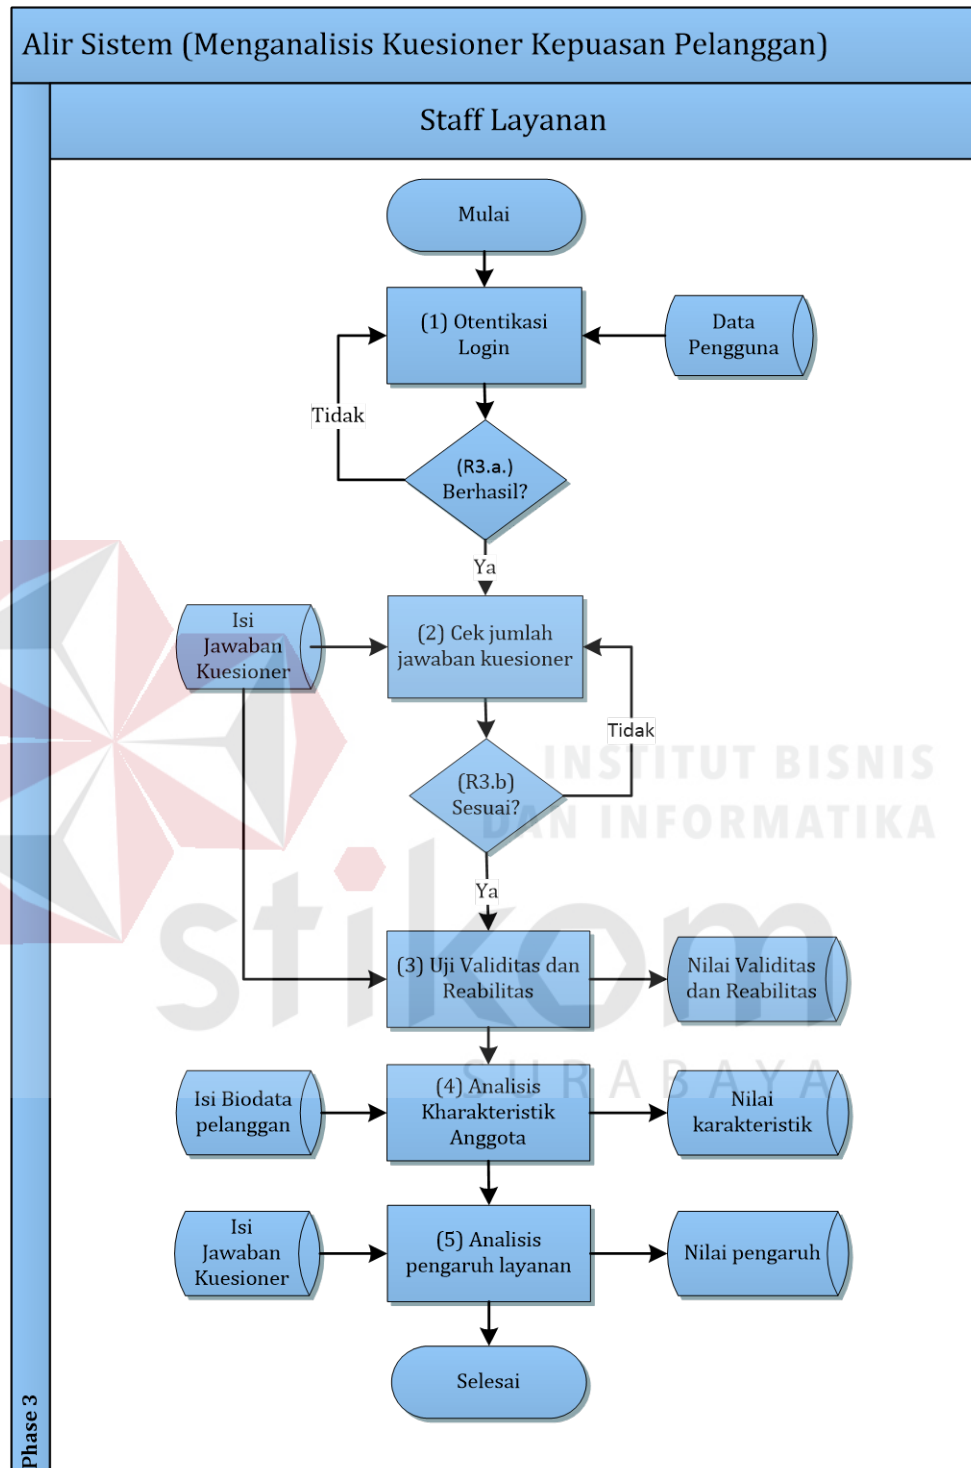 Alir Sistem (Menganalisis Kuesioner Kepuasan Pelanggan)
Staff Layanan
Mulai
(1) Otentikasi
Login
Data
Pengguna
Tidak
(R3.a.)
Berhasil?
Ya
Isi
Jawaban
Kuesioner
(2) Cek jumlah
jawaban kuesioner
Tidak
(R3.b)
Sesuai?
INSTITUT BISNIS
DAN INFORMATIKA
Ya
stikom
SURABAYA
(3) Uji Validitas dan
Reabilitas
Nilai Validitas
dan Reabilitas
Isi Biodata
pelanggan
(4) Analisis
Kharakteristik
Anggota
Nilai
karakteristik
Isi
Jawaban
Kuesioner
(5) Analisis
pengaruh layanan
Nilai pengaruh
Selesai
Phase 3